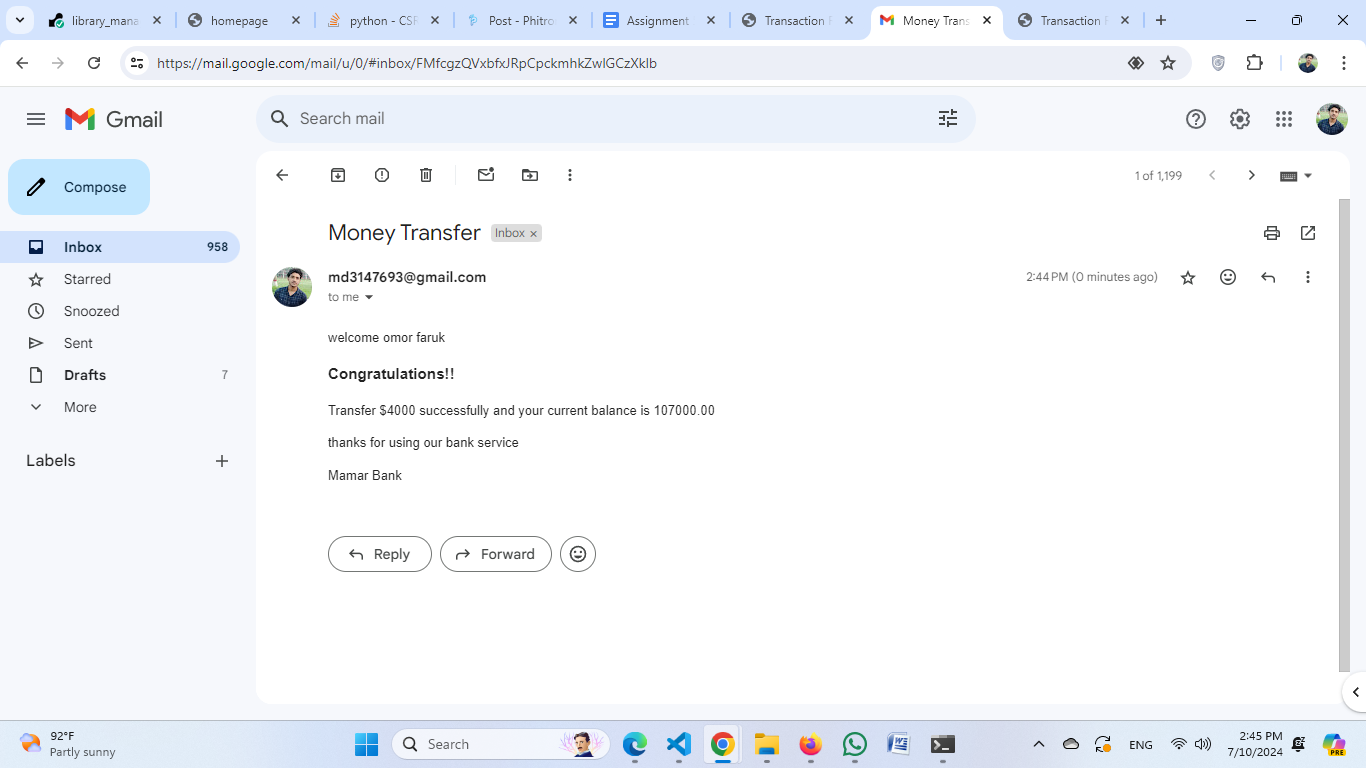 library_mana
homepage
python - CSF
Post - Phitro
Assignment
Transaction F
Money Trans
Transaction F
https://mail.google.com/mail/u/0/#inbox/FMfcgzQVxbfxJRpCpckmhkZwlGCzXklb
Gmail
Search mail
Compose
1 of 1,199
Inbox 958
Starred
Snoozed
Sent
Drafts 7
More
Labels
Money Transfer Inbox ×
md3147693@gmail.com 2:44 PM (0 minutes ago)
to me
welcome omor faruk
Congratulations!!
Transfer $4000 successfully and your current balance is 107000.00
thanks for using our bank service
Mamar Bank
Reply Forward
92°F
Partly sunny
Search
ENG
2:45 PM
7/10/2024
PRE